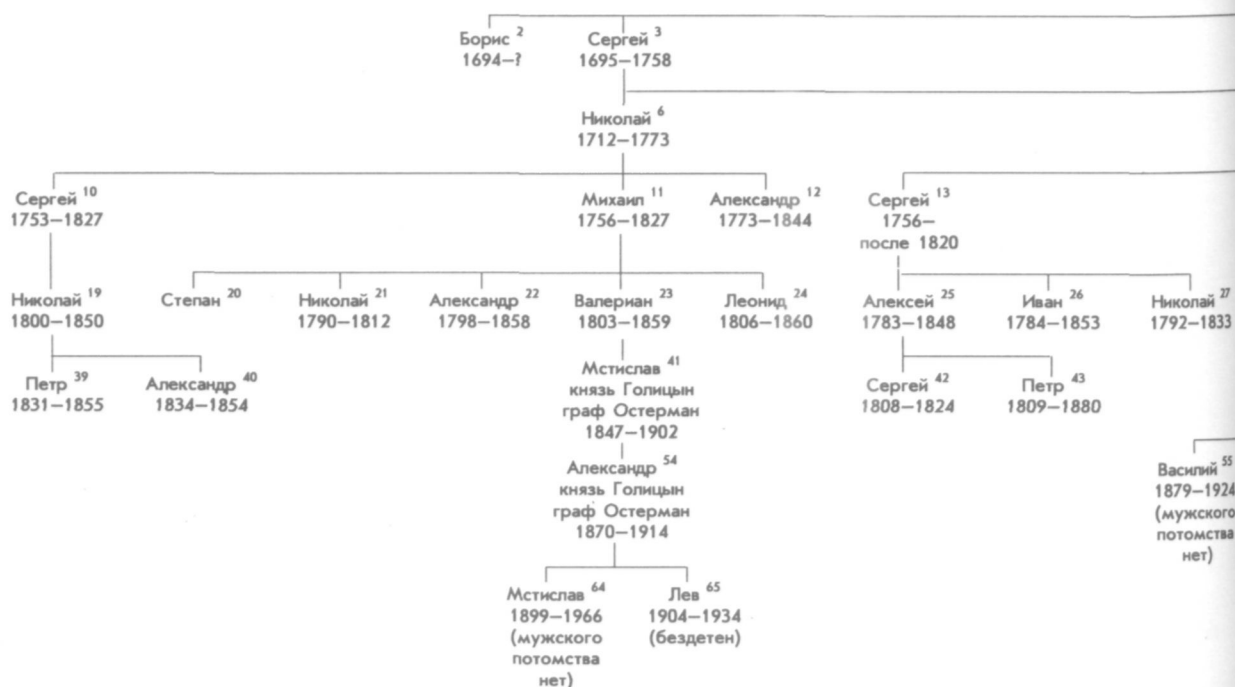 Борис 2 Сергей 3
1694–? 1695–1758
Николай 6
1712–1773
Сергей 10 Михаил 11 Александр 12 Сергей 13
1753–1827 1756–1827 1773–1844 1756–
после 1820
Николай 19 Степан 20 Николай 21 Александр 22 Валериан 23 Леонид 24 Алексей 25 Иван 26 Николай 27
1800–1850 1790–1812 1798–1858 1803–1859 1806–1860 1783–1848 1784–1853 1792–1833
Петр 39 Александр 40 Мстислав 41 Сергей 42 Петр 43
1831–1855 1834–1854 князь Голицын 1808–1824 1809–1880
граф Остерман
1847–1902
Александр 54 Василий 55
князь Голицын 1879–1924
граф Остерман (мужского
1870–1914 потомства
нет)
Мстислав 64 Лев 65
1899–1966 1904–1934
(мужского (бездетен)
потомства
нет)